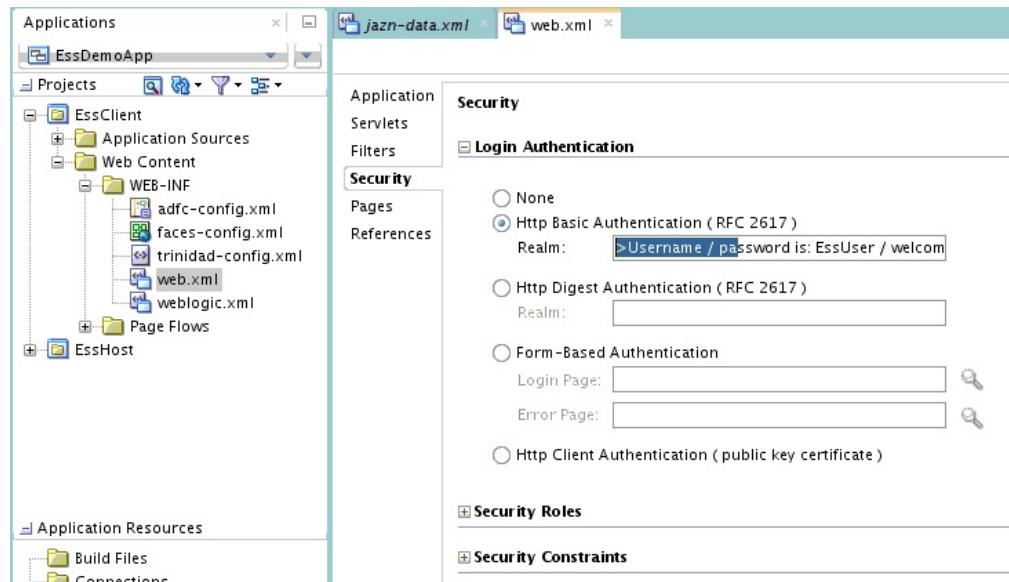 Applications
EssDemoApp
Projects
EssClient
Application Sources
Web Content
WEB-INF
adfc-config.xml
faces-config.xml
trinidad-config.xml
web.xml
weblogic.xml
Page Flows
EssHost
Application Resources
Build Files
Connections
jazn-data.xml
web.xml
Application
Servlets
Filters
Security
Pages
References
Security
Login Authentication
None
Http Basic Authentication ( RFC 2617 )
Realm: >Username / password is: EssUser / welcom
Http Digest Authentication ( RFC 2617 )
Realm:
Form-Based Authentication
Login Page:
Error Page:
Http Client Authentication ( public key certificate )
Security Roles
Security Constraints